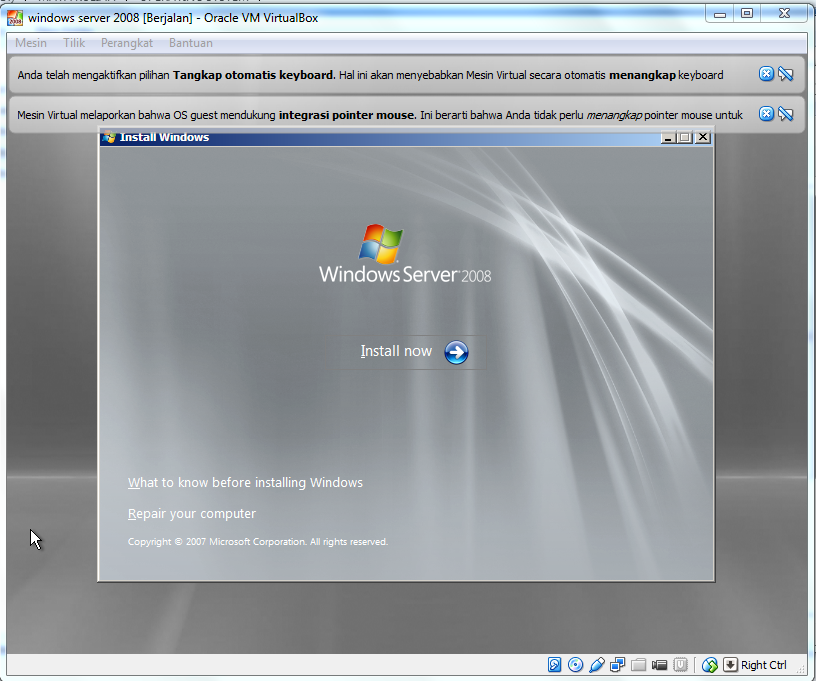 windows server 2008 [Berjalan] - Oracle VM VirtualBox
Mesin Tilik Perangkat Bantuan
Anda telah mengaktifkan pilihan Tangkap otomatis keyboard. Hal ini akan menyebabkan Mesin Virtual secara otomatis menangkap keyboard
Mesin Virtual melaporkan bahwa OS guest mendukung integrasi pointer mouse. Ini berarti bahwa Anda tidak perlu menangkap pointer mouse untuk
Install Windows
Windows Server 2008
Install now
What to know before installing Windows
Repair your computer
Copyright © 2007 Microsoft Corporation. All rights reserved.
Right Ctrl